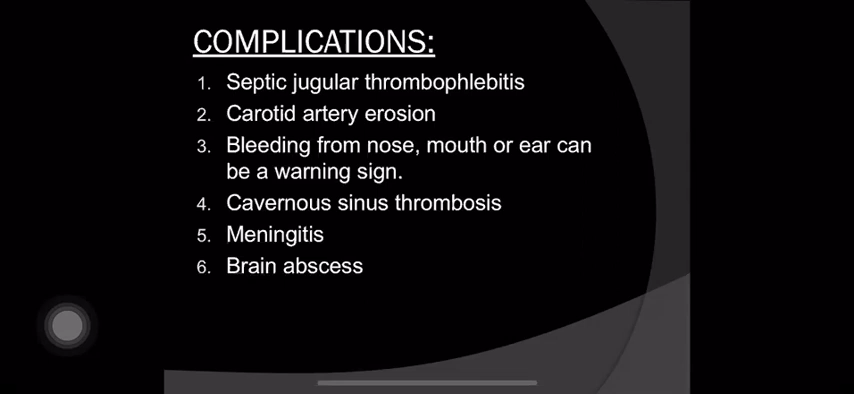 COMPLICATIONS:
1. Septic jugular thrombophlebitis
2. Carotid artery erosion
3. Bleeding from nose, mouth or ear can
be a warning sign.
4. Cavernous sinus thrombosis
5. Meningitis
6. Brain abscess